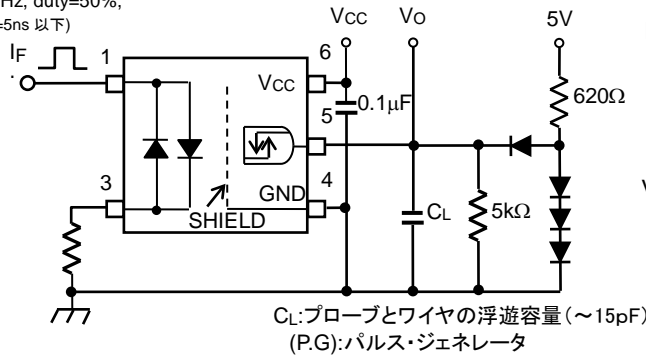 Hz, duty=50%,
=5ns 以下)
IF
1
3
VCC
6
5
4
GND
SHIELD
VCC
0.1μF
VO
CL
5kΩ
5V
620Ω
CL:プローブとワイヤの浮遊容量(～15pF)
(P.G):パルス・ジェネレータ